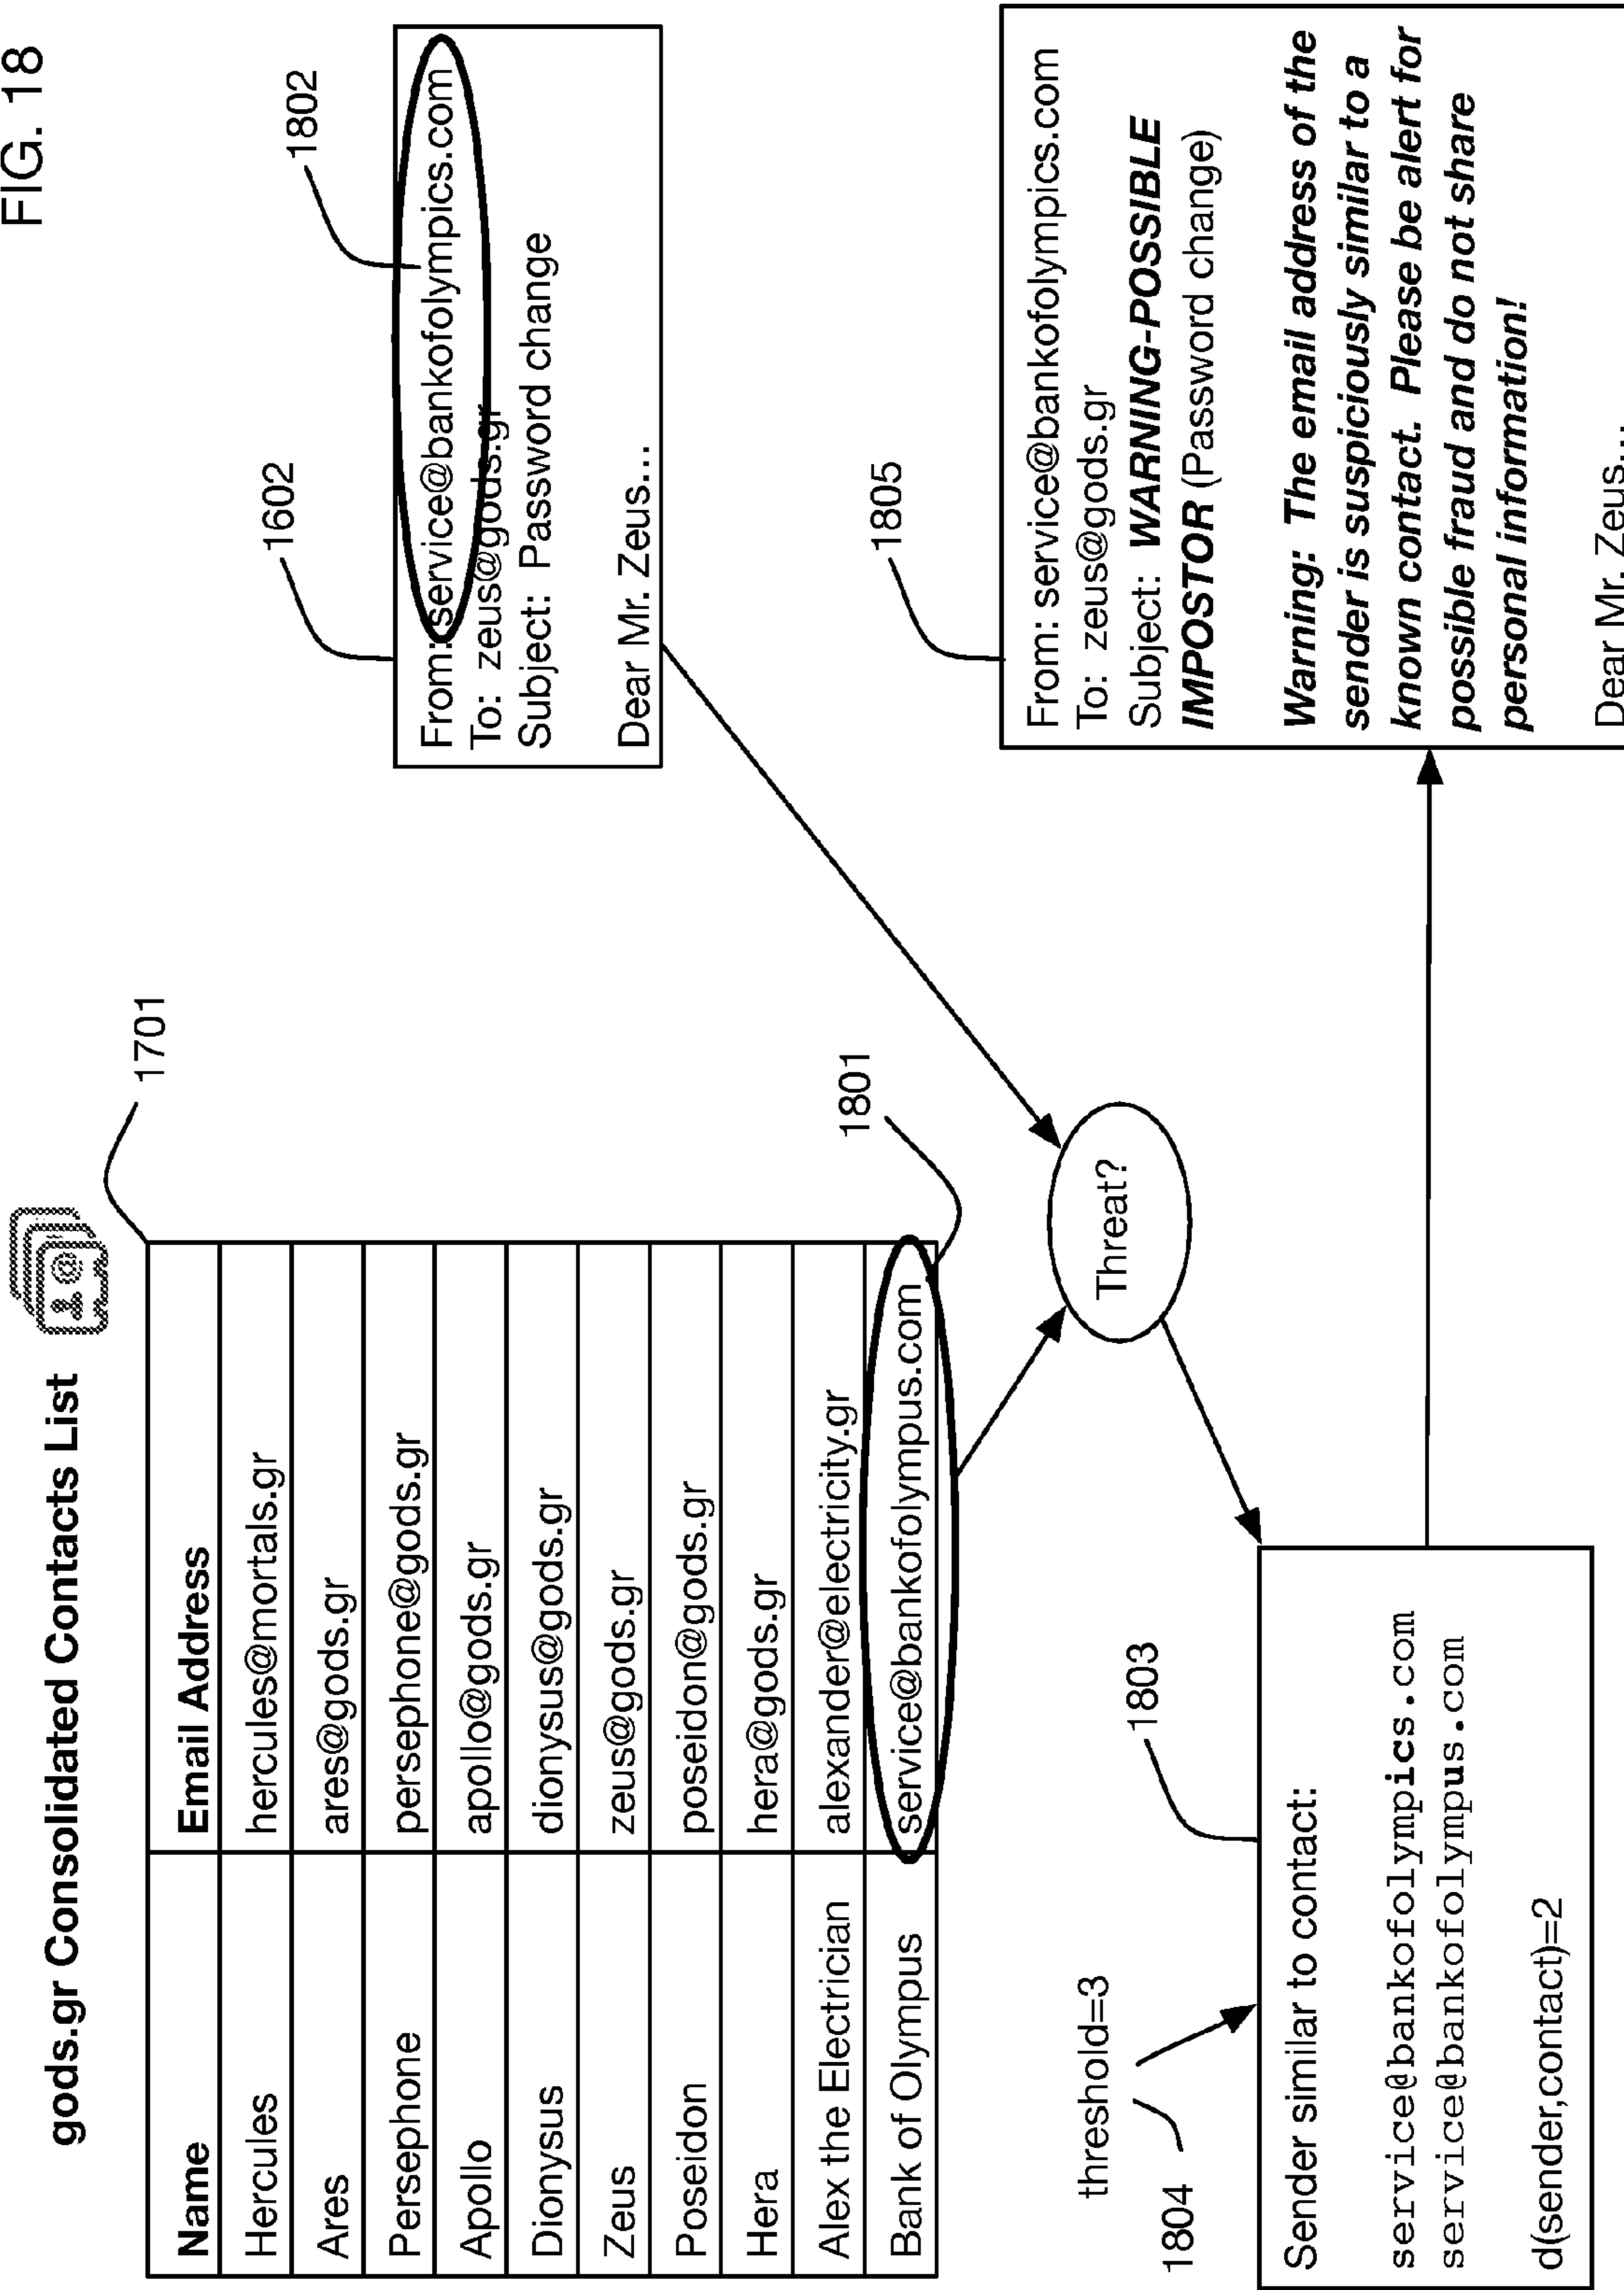 FIG. 18
gods.gr Consolidated Contacts List
@
1701
Name Email Address
Hercules hercules@mortals.gr
Ares ares@gods.gr
Persephone persephone@gods.gr
Apollo apollo@gods.gr
Dionysus dionysus@gods.gr
Zeus zeus@gods.gr
Poseidon poseidon@gods.gr
Hera hera@gods.gr
Alex the Electrician alexander@electricity.gr
Bank of Olympus service@bankofolympus.com
1801
1602
1802
From: service@bankofolympics.com
To: zeus@gods.gr
Subject: Password change
Dear Mr. Zeus...
Threat?
threshold=3
1804
1803
Sender similar to contact:
service@bankofolympics.com
service@bankofolympus.com
d(sender,contact)=2
1805
From: service@bankofolympics.com
To: zeus@gods.gr
Subject: WARNING-POSSIBLE
IMPOSTOR (Password change)
Warning: The email address of the
sender is suspiciously similar to a
known contact. Please be alert for
possible fraud and do not share
personal information!
Dear Mr. Zeus...